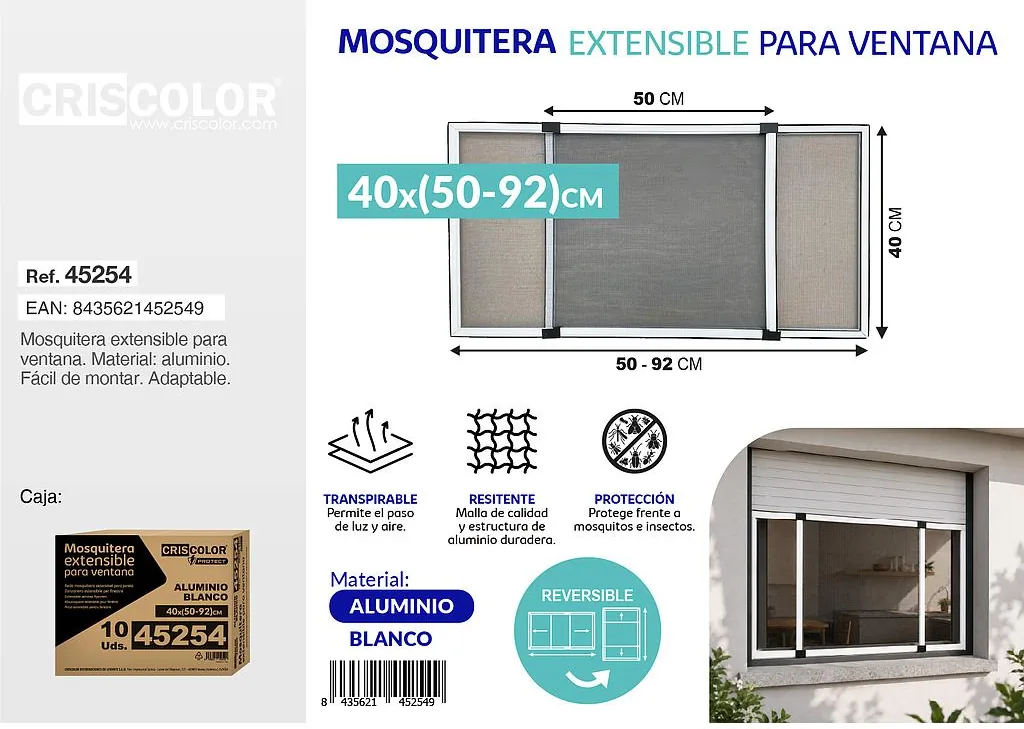 MOSQUITERA EXTENSIBLE PARA VENTANA
CRISCOLOR®
www.criscolor.com
50 CM
40x(50-92)CM
40 CM
50 - 92 CM
Ref. 45254
EAN: 8435621452549
Mosquitera extensible para
ventana. Material: aluminio.
Fácil de montar. Adaptable.
TRANSPIRABLE
Permite el paso
de luz y aire.
RESITENTE
Malla de calidad
y estructura de
aluminio duradera.
PROTECCIÓN
Protege frente a
mosquitos e insectos.
Caja:
Mosquitera
extensible
para ventana
CRISCOLOR
PROTECT
ALUMINIO
BLANCO
40x(50-92)CM
10
Uds.
45254
Material:
ALUMINIO
BLANCO
8 435621 452549
REVERSIBLE